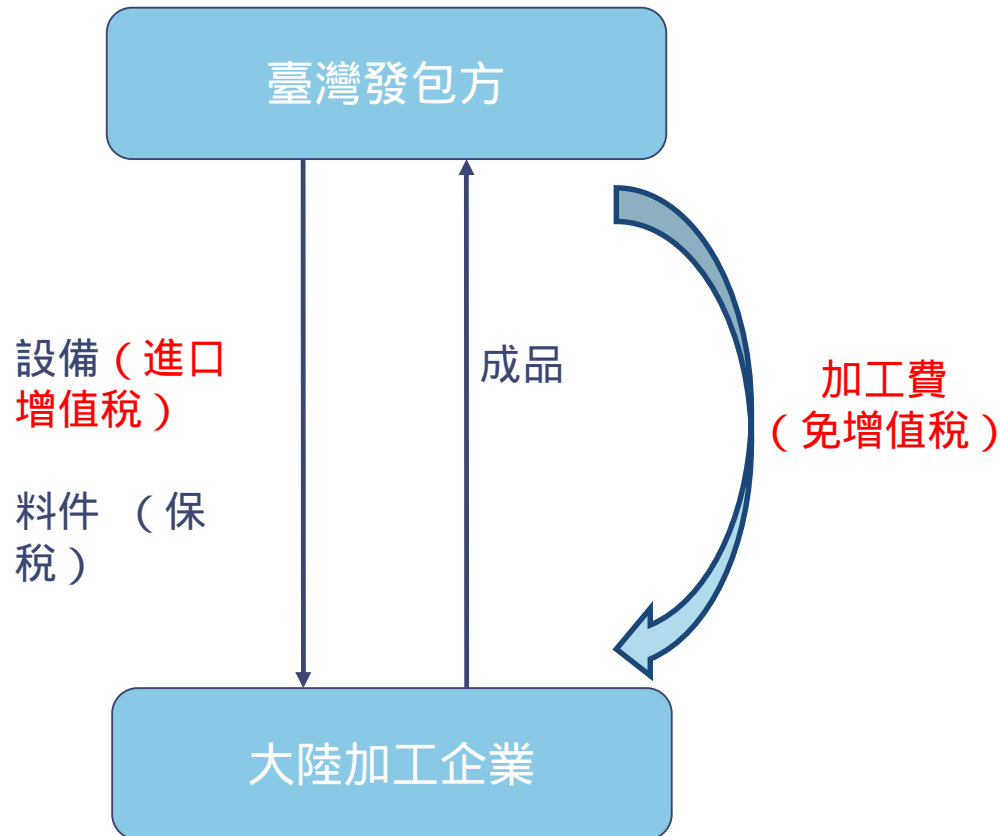 臺灣發包方
設備（進口
增值稅）
成品
加工費
（免增值稅）
料件 （保
稅）
大陸加工企業